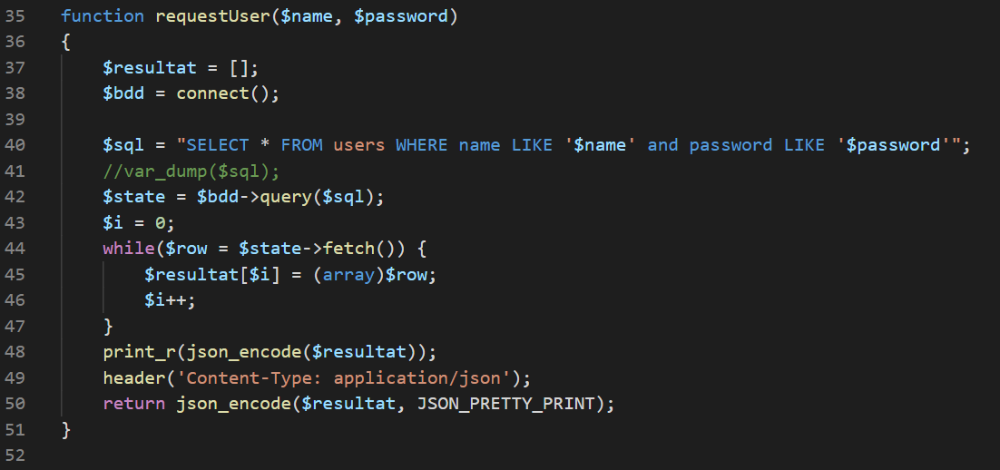 35 function requestUser($name, $password)
36 {
37     $resultat = [];
38     $bdd = connect();
39
40     $sql = "SELECT * FROM users WHERE name LIKE '$name' and password LIKE '$password'";
41     //var_dump($sql);
42     $state = $bdd->query($sql);
43     $i = 0;
44     while($row = $state->fetch()) {
45         $resultat[$i] = (array)$row;
46         $i++;
47     }
48     print_r(json_encode($resultat));
49     header('Content-Type: application/json');
50     return json_encode($resultat, JSON_PRETTY_PRINT);
51 }
52